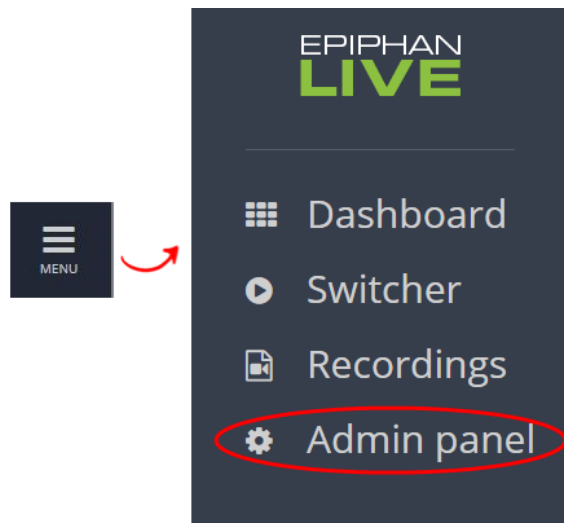 EPIPHAN
LIVE
MENU
Dashboard
Switcher
Recordings
Admin panel